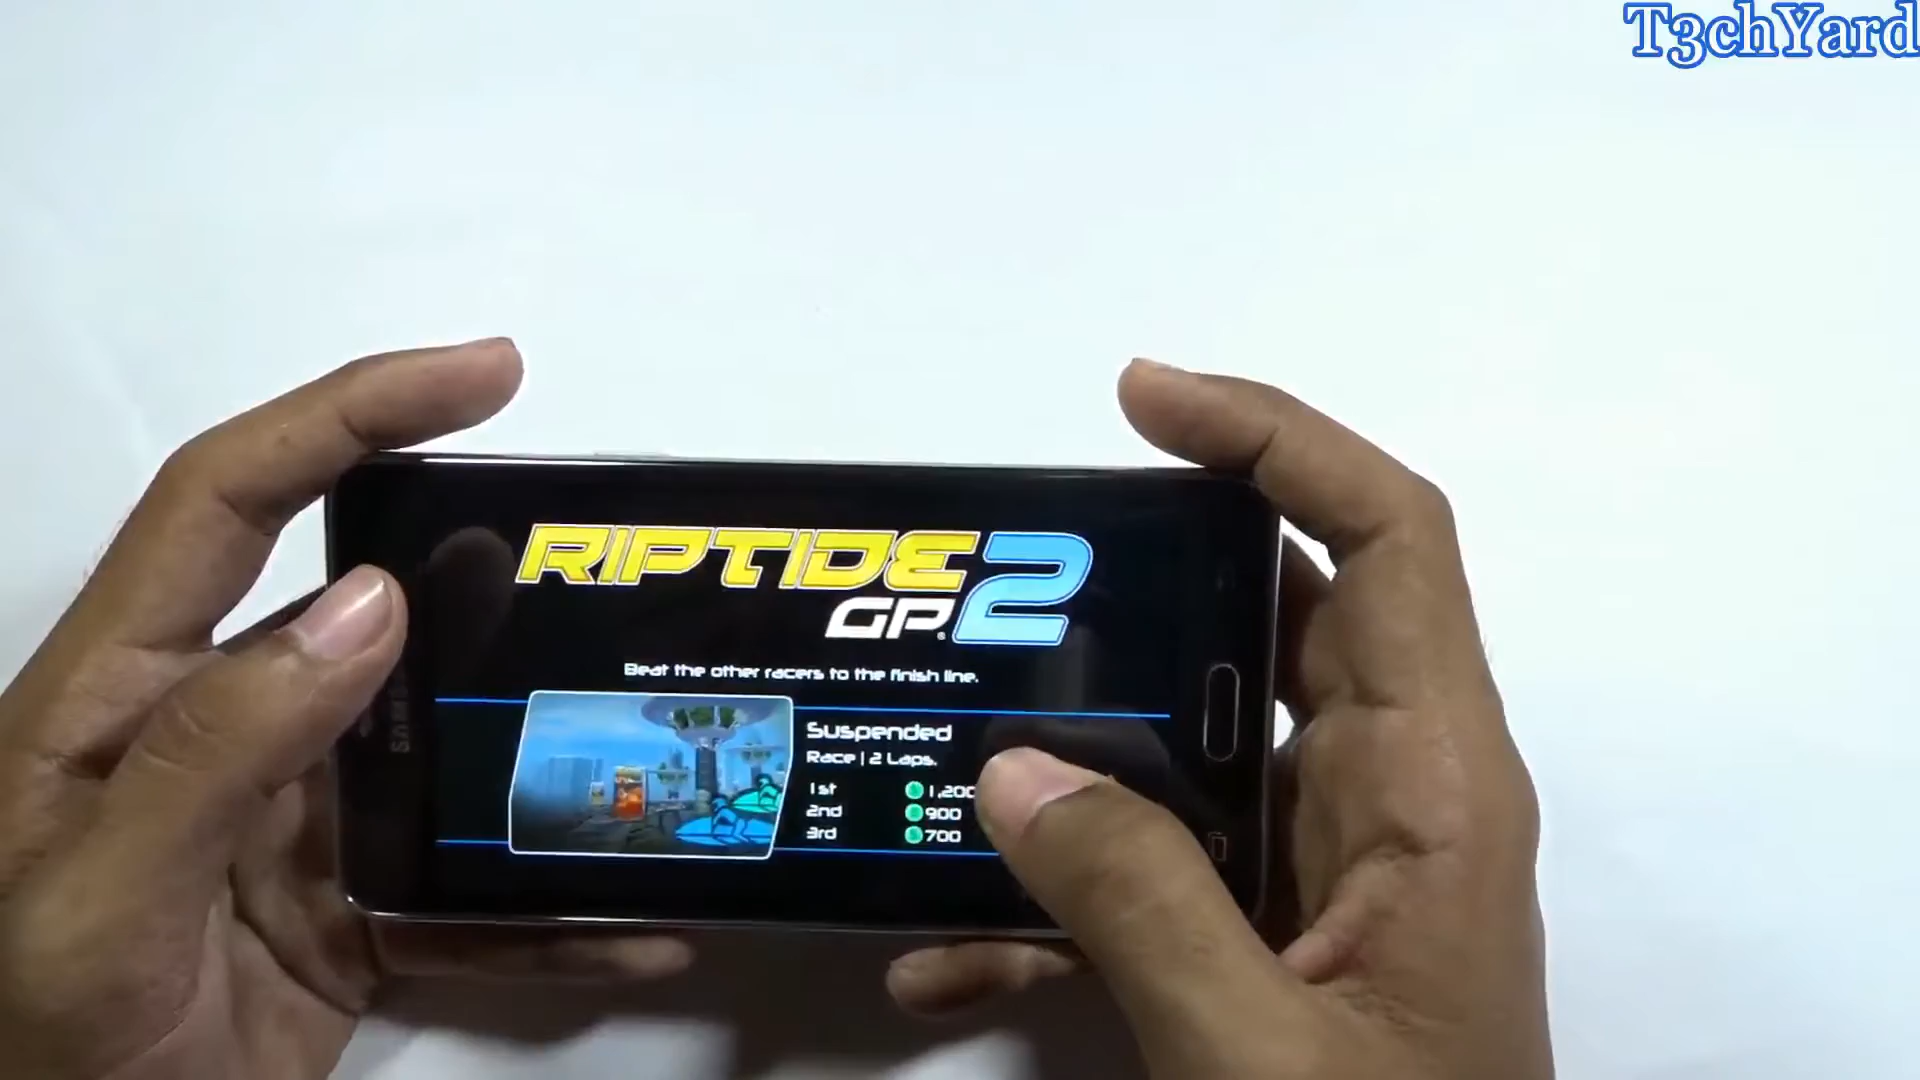 T3chYard
RIPTIDE
GP® 2
Beat the other racers to the finish line.
Suspended
Race | 2 Laps.
1st 1,200
2nd 900
3rd 700